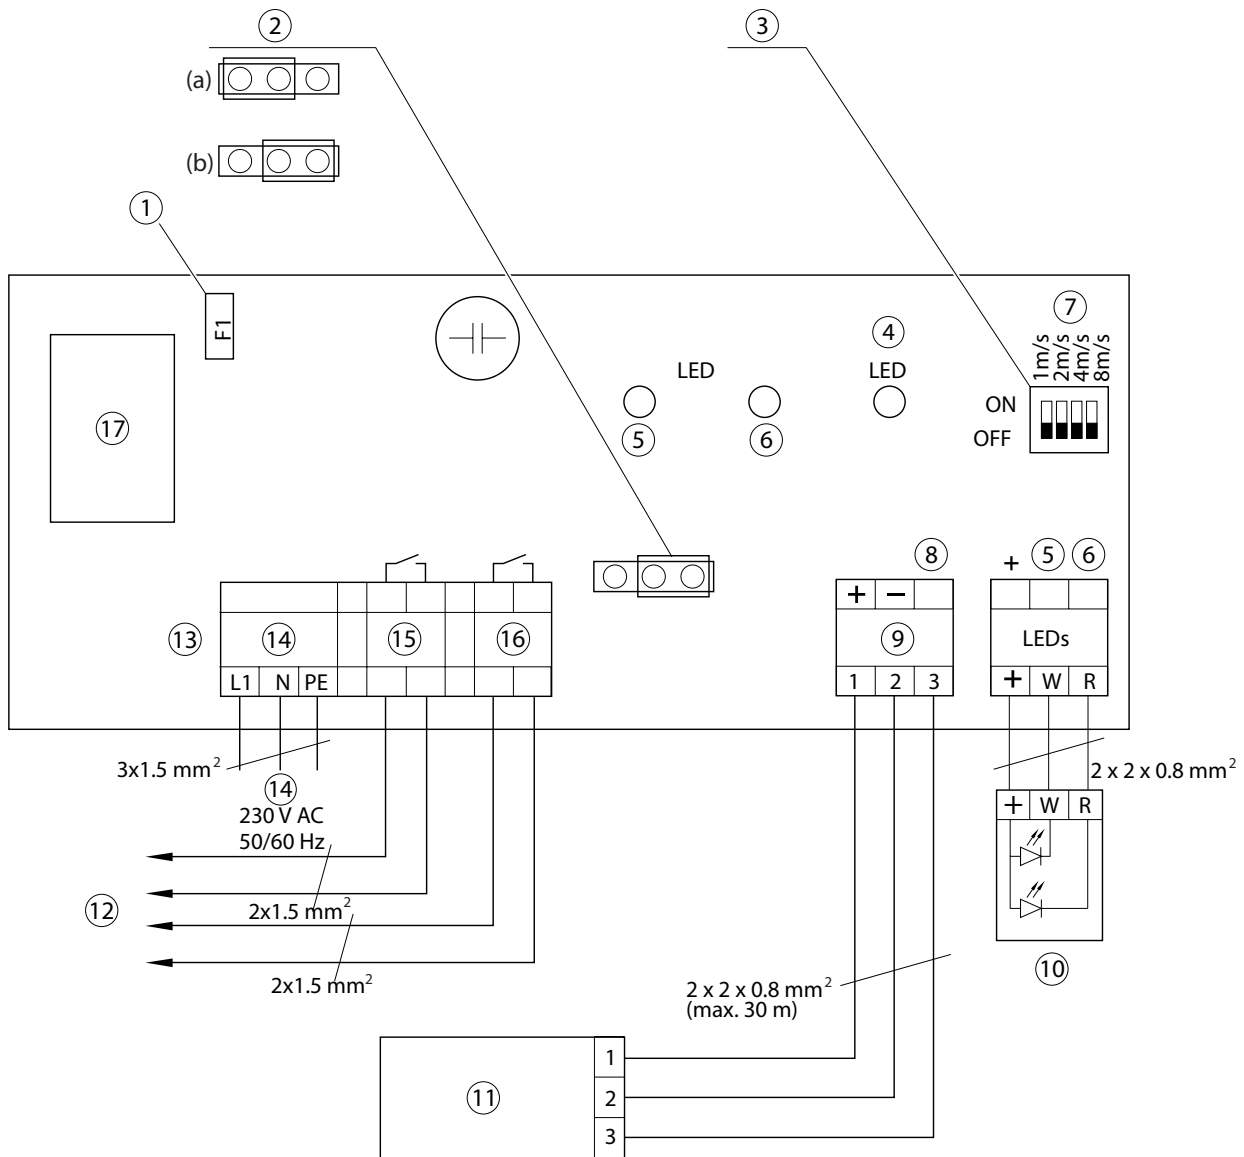 2
3
(a)
(b)
1
F1
7
1m/s
2m/s
4m/s
8m/s
4
LED
LED
ON
OFF
5
6
17
8
+ 5 6
+ −
13
14
15
16
9
LEDs
L1 N PE
1 2 3
+ W R
3x1.5 mm²
14
230 V AC
50/60 Hz
2 x 2 x 0.8 mm²
+ W R
12
2x1.5 mm²
2x1.5 mm²
10
2 x 2 x 0.8 mm²
(max. 30 m)
11
1
2
3